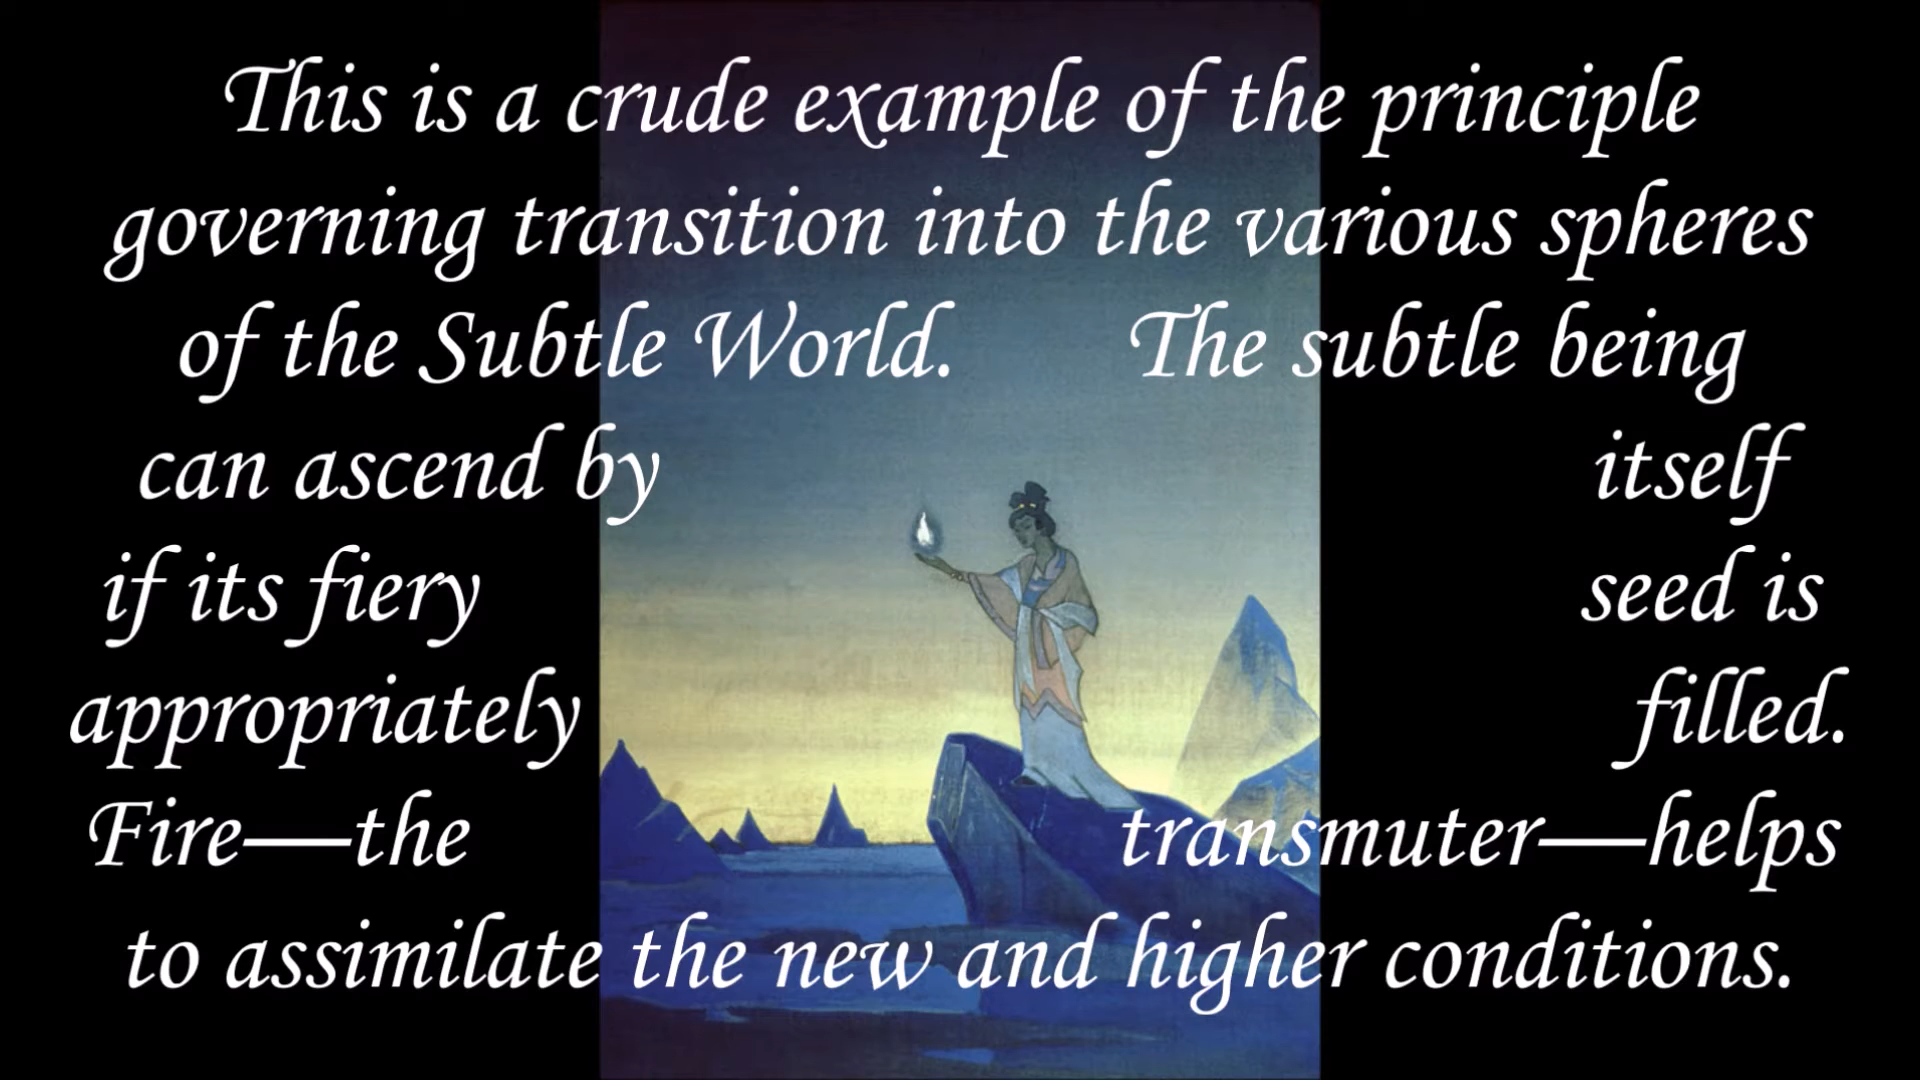 This is a crude example of the principle
governing transition into the various spheres
of the Subtle World. The subtle being
can ascend by itself
if its fiery seed is
appropriately filled.
Fire—the transmuter—helps
to assimilate the new and higher conditions.